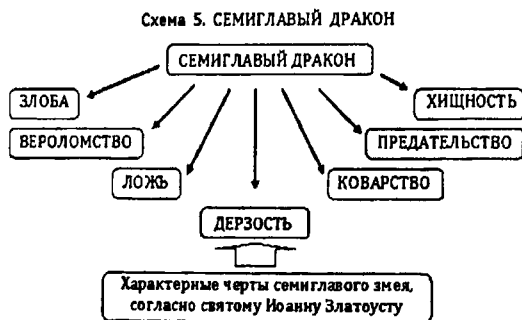 Схема 5. СЕМИГЛАВЫЙ ДРАКОН
СЕМИГЛАВЫЙ ДРАКОН
ЗЛОБА
ХИЩНОСТЬ
ВЕРОЛОМСТВО
ПРЕДАТЕЛЬСТВО
ЛОЖЬ
КОВАРСТВО
ДЕРЗОСТЬ
Характерные черты семиглавого змея,
согласно святому Иоанну Златоусту